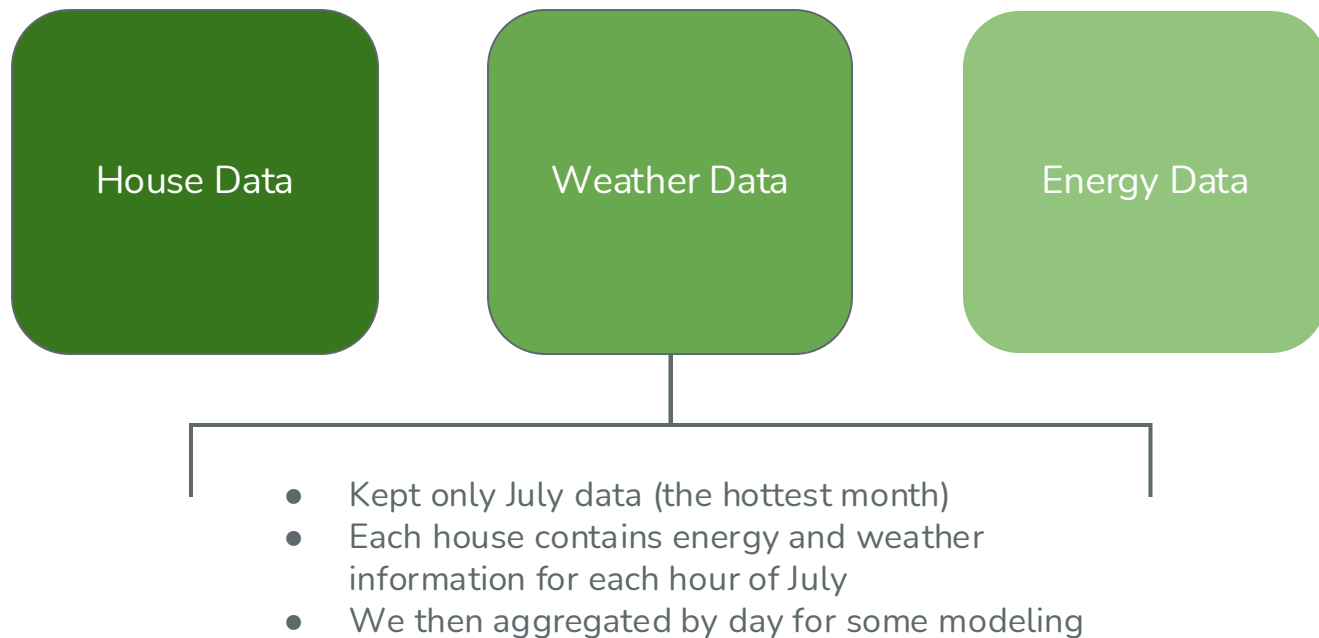 House Data
Weather Data
Energy Data
● Kept only July data (the hottest month)
● Each house contains energy and weather
information for each hour of July
● We then aggregated by day for some modeling